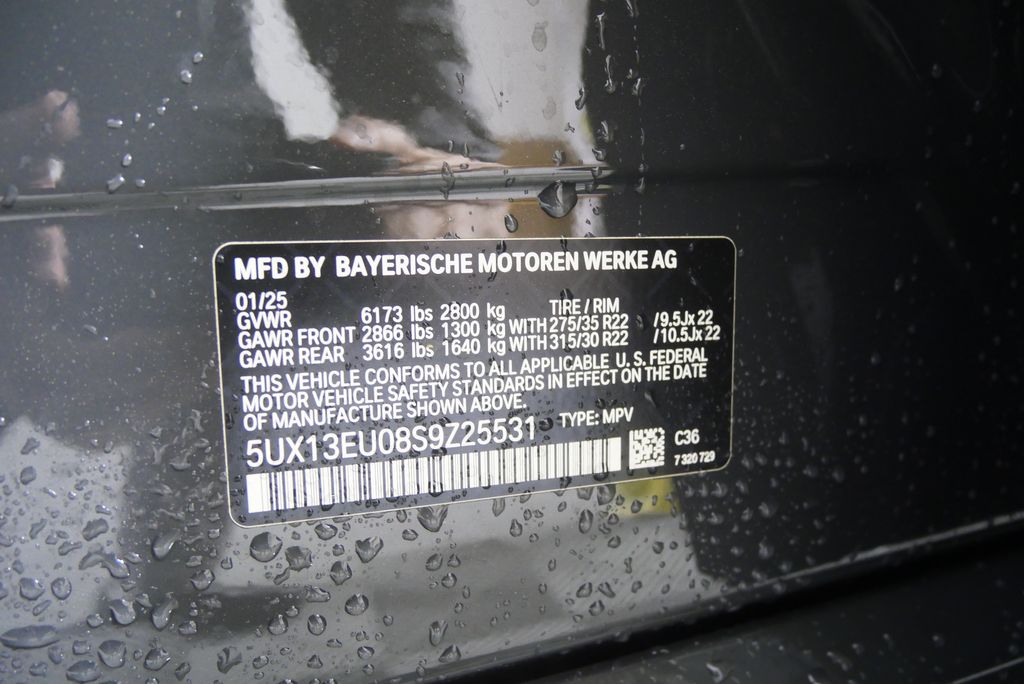 MFD BY BAYERISCHE MOTOREN WERKE AG
01/25 TIRE / RIM
GVWR 6173 lbs 2800 kg
GAWR FRONT 2866 lbs 1300 kg WITH 275/35 R22 /9.5Jx22
GAWR REAR 3616 lbs 1640 kg WITH 315/30 R22 /10.5Jx22
THIS VEHICLE CONFORMS TO ALL APPLICABLE U.S. FEDERAL
MOTOR VEHICLE SAFETY STANDARDS IN EFFECT ON THE DATE
OF MANUFACTURE SHOWN ABOVE.
5UX13EU08S9Z25531 TYPE: MPV
C36
7 320 729